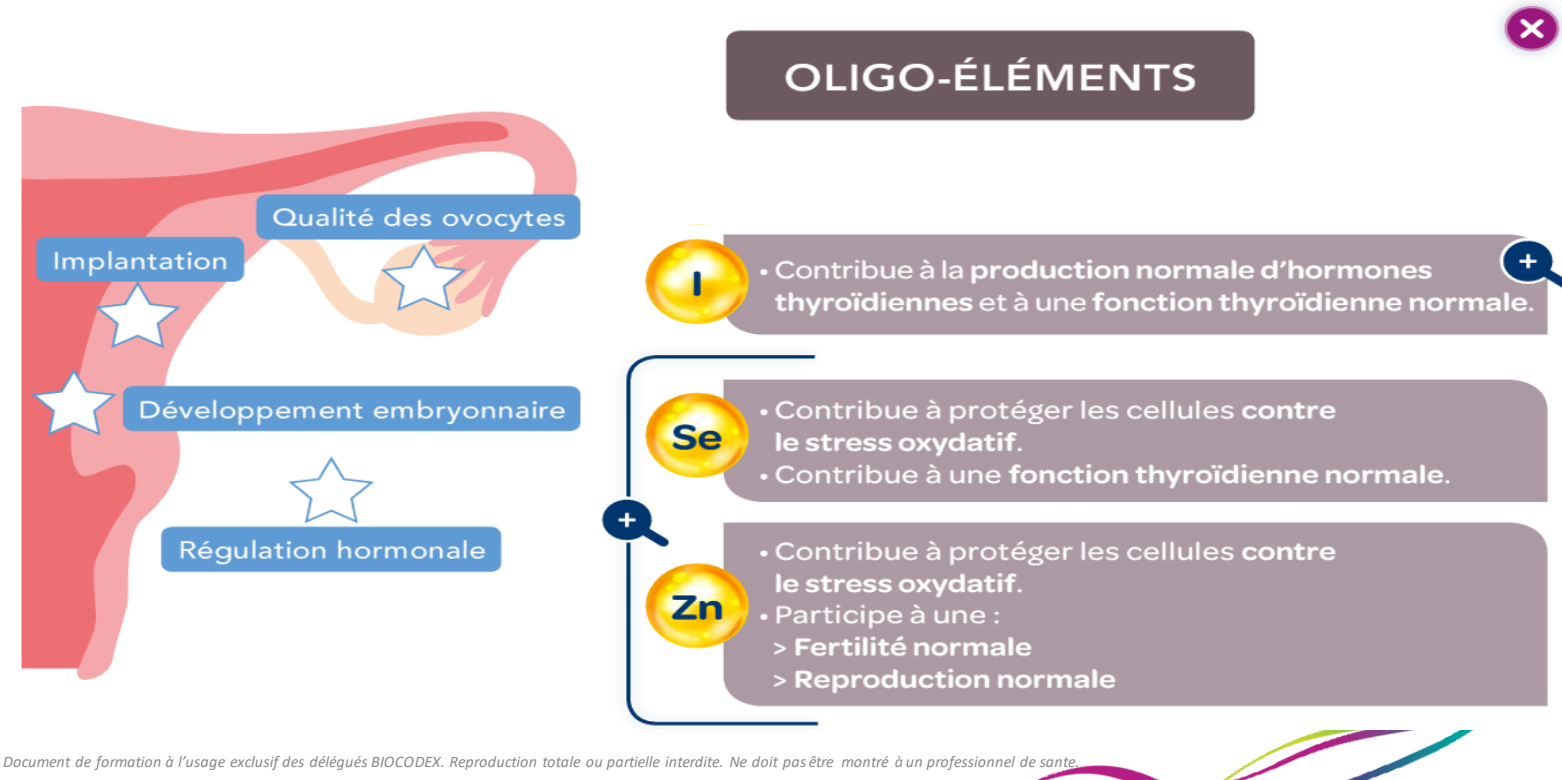 OLIGO-ÉLÉMENTS
Qualité des ovocytes
Implantation
Développement embryonnaire
Régulation hormonale
I
• Contribue à la production normale d’hormones
thyroïdiennes et à une fonction thyroïdienne normale.
+
Se
• Contribue à protéger les cellules contre
le stress oxydatif.
• Contribue à une fonction thyroïdienne normale.
+
Zn
• Contribue à protéger les cellules contre
le stress oxydatif.
• Participe à une :
> Fertilité normale
> Reproduction normale
Document de formation à l’usage exclusif des délégués BIOCODEX. Reproduction totale ou partielle interdite. Ne doit pas être montré à un professionnel de sante.